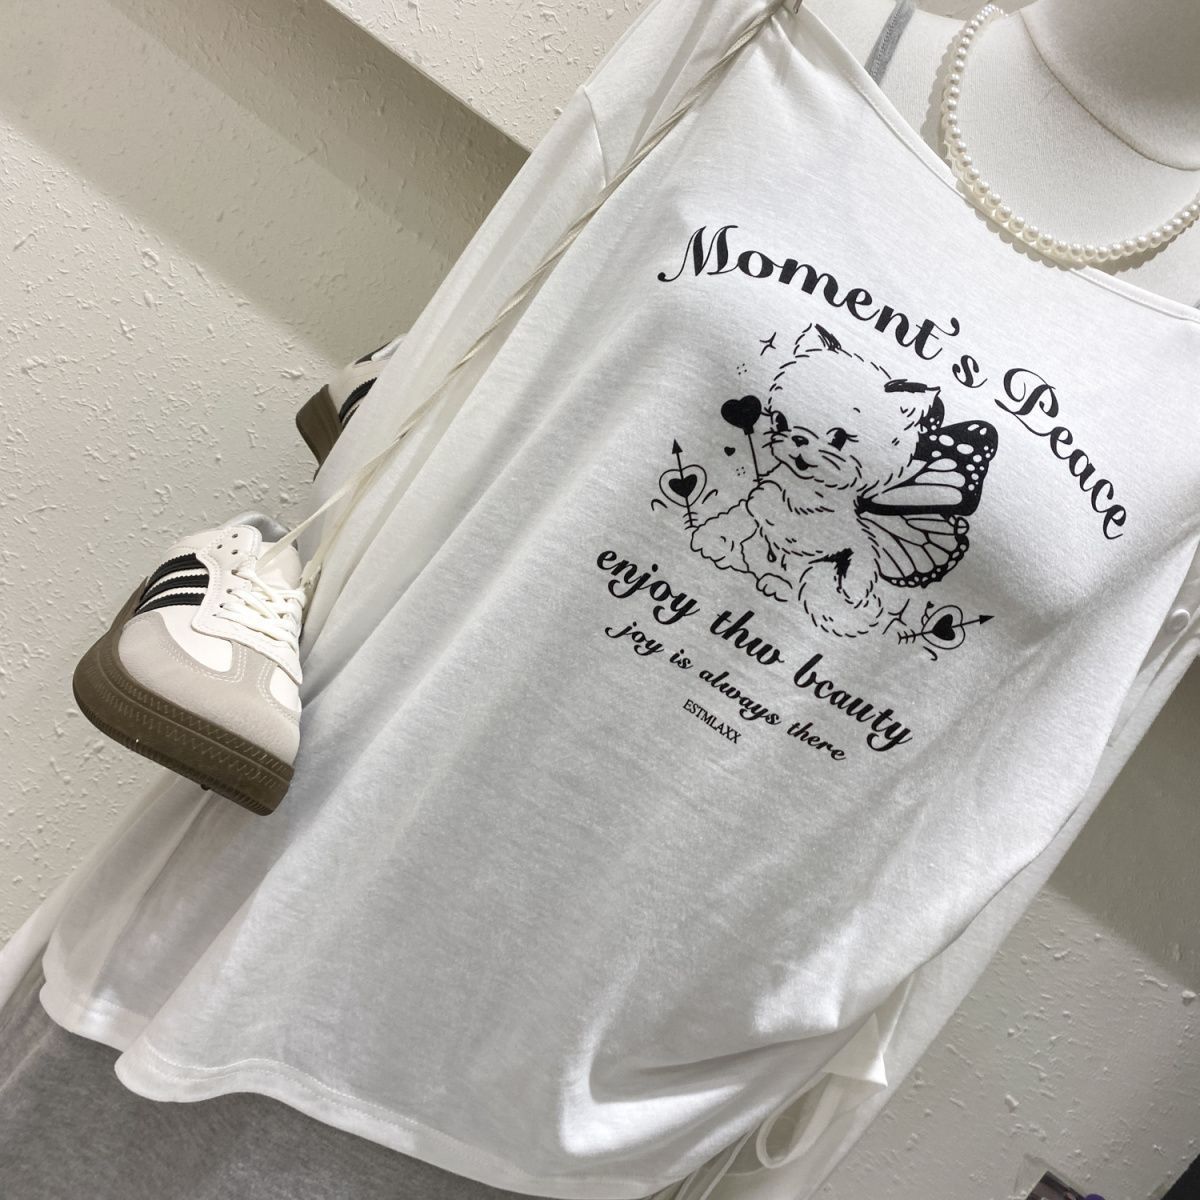 Moment's Peace
enjoy thw bcauty
joy is always there
ESTMLAXX